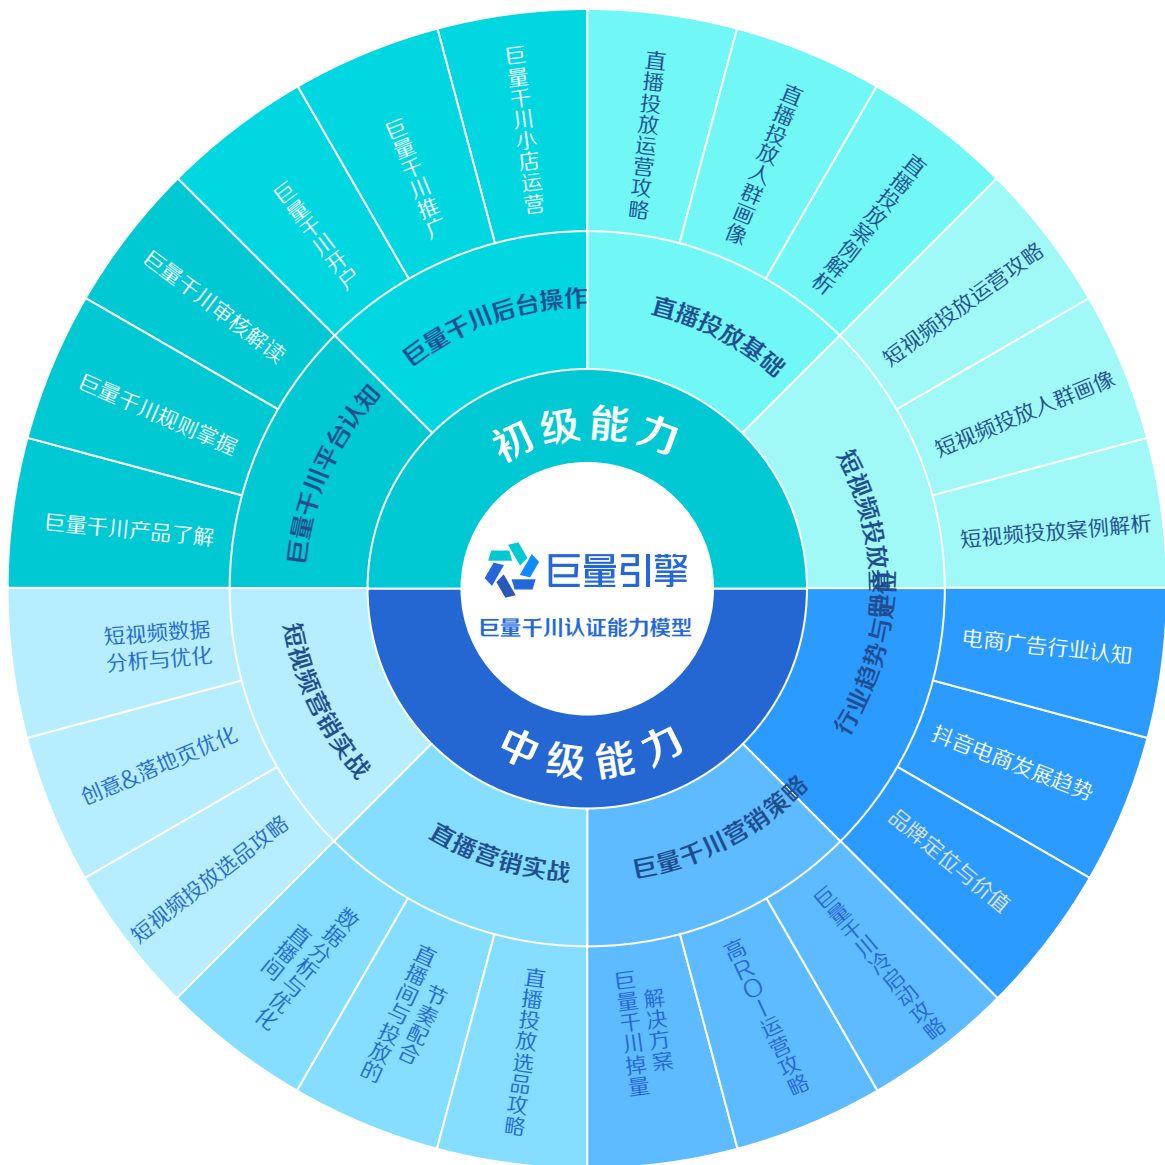 巨量引擎
巨量千川认证能力模型
初级能力
巨量千川平台认知
巨量千川产品了解
巨量千川规则掌握
巨量千川审核解读
巨量千川后台操作
巨量千川开户
巨量千川推广
巨量千川小店运营
直播投放基础
直播投放运营攻略
直播投放人群画像
直播投放案例解析
短视频投放基
短视频投放运营攻略
短视频投放人群画像
短视频投放案例解析
中级能力
行业趋势与
电商广告行业认知
抖音电商发展趋势
品牌定位与价值
巨量千川营销策略
巨量千川冷启动攻略
高ROI运营攻略
巨量千川掉量
解决方案
直播营销实战
直播投放选品攻略
直播间与投放的
节奏配合
直播间
数据分析与优化
短视频营销实战
短视频投放选品攻略
创意&落地页优化
短视频数据
分析与优化